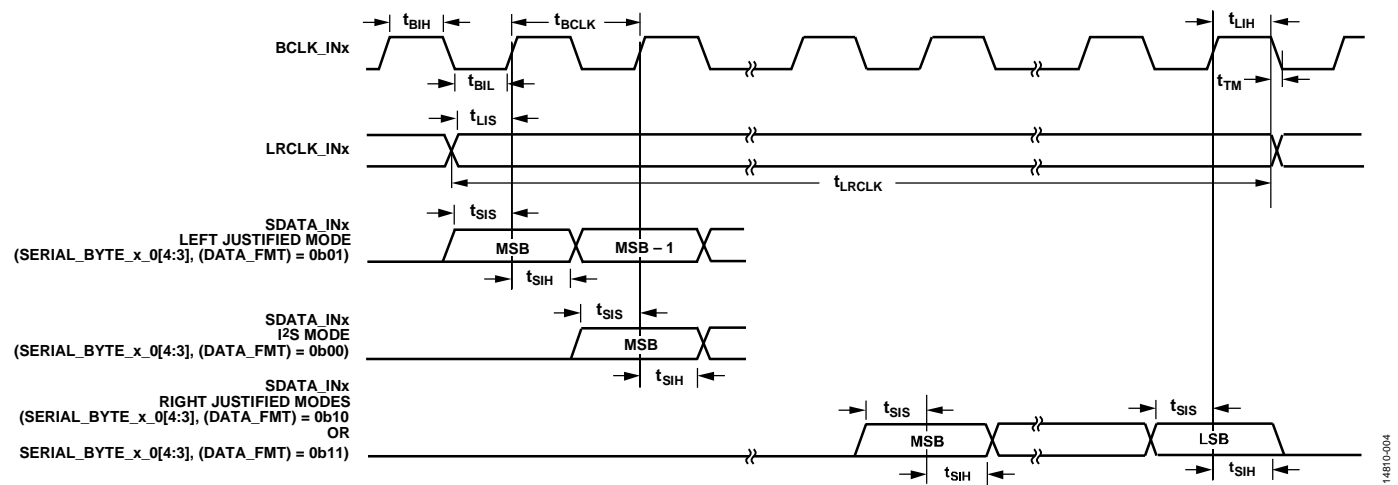 tBIH
tBCLK
tLIH
BCLK_INx
tBIL
tTM
tLIS
LRCLK_INx
tLRCLK
SDATA_INx
LEFT JUSTIFIED MODE
(SERIAL_BYTE_x_0[4:3], (DATA_FMT) = 0b01)
tSIS
MSB
MSB – 1
tSIH
SDATA_INx
I2S MODE
(SERIAL_BYTE_x_0[4:3], (DATA_FMT) = 0b00)
tSIS
MSB
tSIH
SDATA_INx
RIGHT JUSTIFIED MODES
(SERIAL_BYTE_x_0[4:3], (DATA_FMT) = 0b10
OR
SERIAL_BYTE_x_0[4:3], (DATA_FMT) = 0b11)
tSIS
tSIS
MSB
LSB
tSIH
tSIH
14810-004